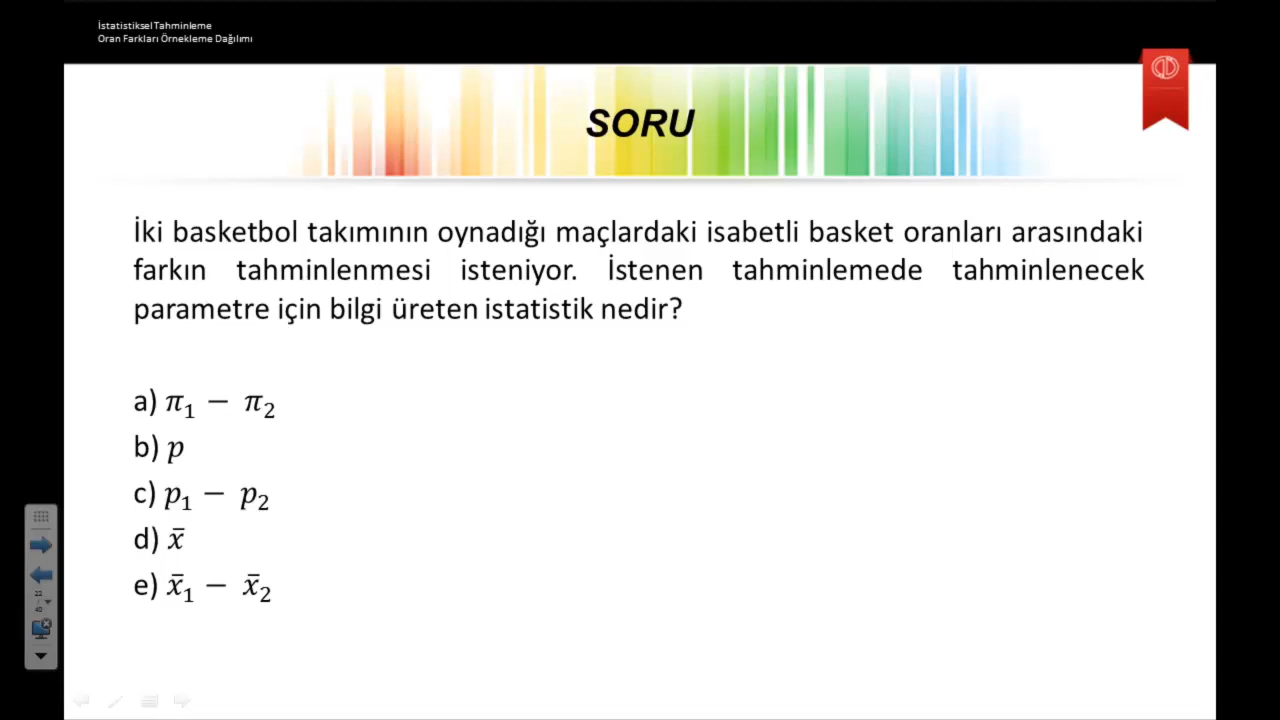 İstatistiksel Tahminleme
Oran Farkları Örnekleme Dağılımı
SORU
İki basketbol takımının oynadığı maçlardaki isabetli basket oranları arasındaki
farkın tahminlenmesi isteniyor. İstenen tahminlemede tahminlenecek
parametre için bilgi üreten istatistik nedir?
a) π₁ − π₂
b) p
c) p₁ − p₂
d) x̄
e) x̄₁ − x̄₂